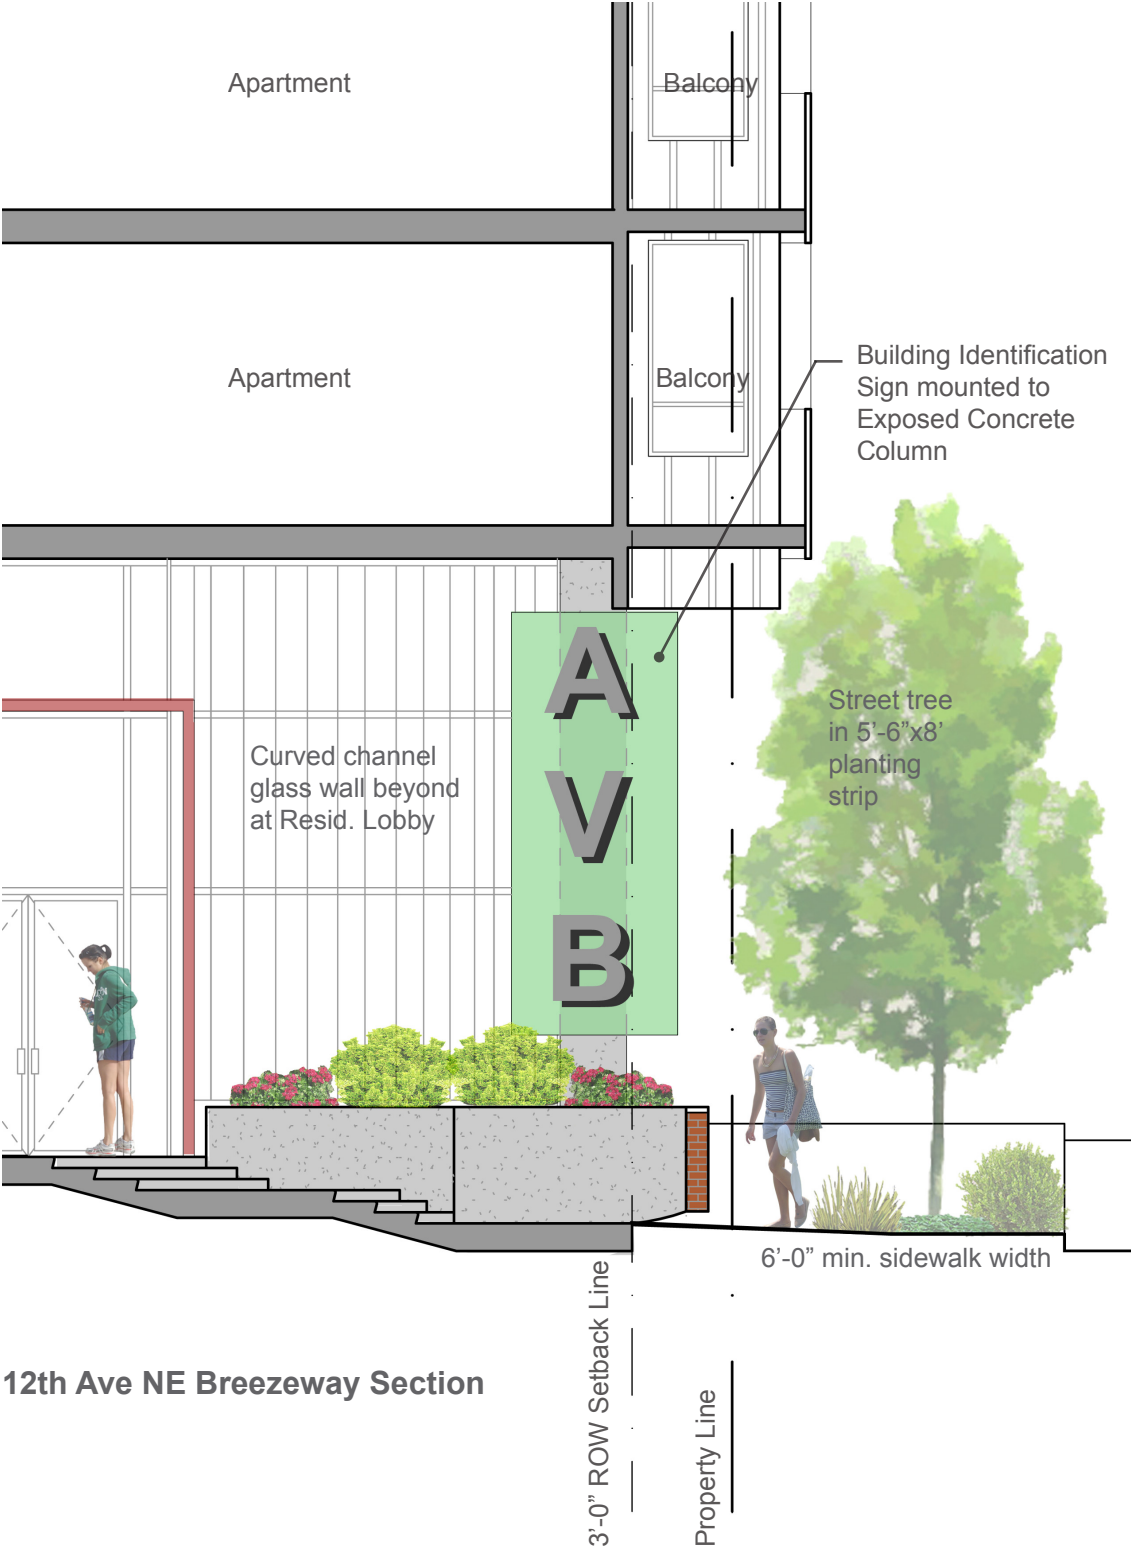 Apartment
Balcony
Apartment
Balcony
Building Identification
Sign mounted to
Exposed Concrete
Column
A
V
B
Street tree
in 5’-6”x8’
planting
strip
Curved channel
glass wall beyond
at Resid. Lobby
6’-0” min. sidewalk width
3’-0” ROW Setback Line
Property Line
12th Ave NE Breezeway Section